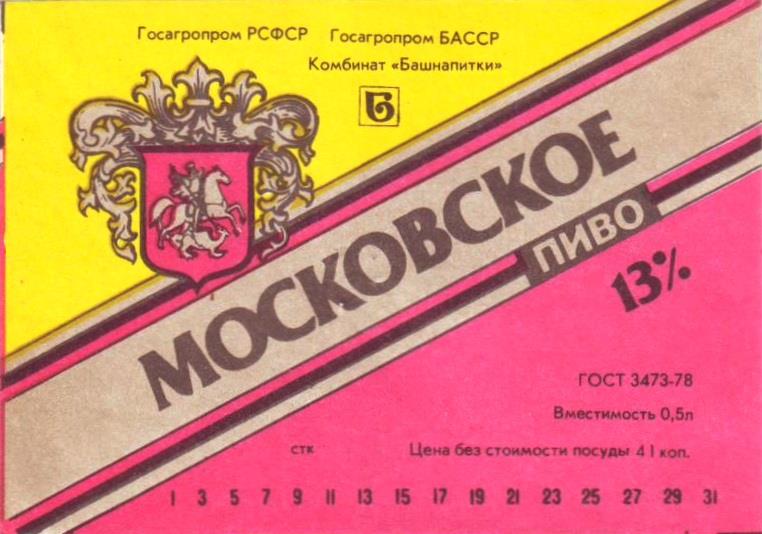 Госагропром РСФСР Госагропром БАССР
Комбинат «Башнапитки»
Б
МОСКОВСКОЕ
ПИВО
13%
ГОСТ 3473-78
Вместимость 0,5л
стк Цена без стоимости посуды 41 коп.
1 3 5 7 9 11 13 15 17 19 21 23 25 27 29 31